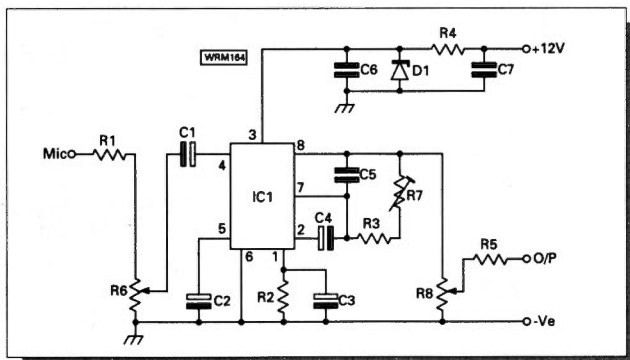 R4
+12V
WRM164
C6
D1
C7
3
C1
R1
Mic
4
8
C5
7
R7
IC1
5
C4
R3
2
6
1
R5
O/P
R6
C2
R2
C3
R8
-Ve